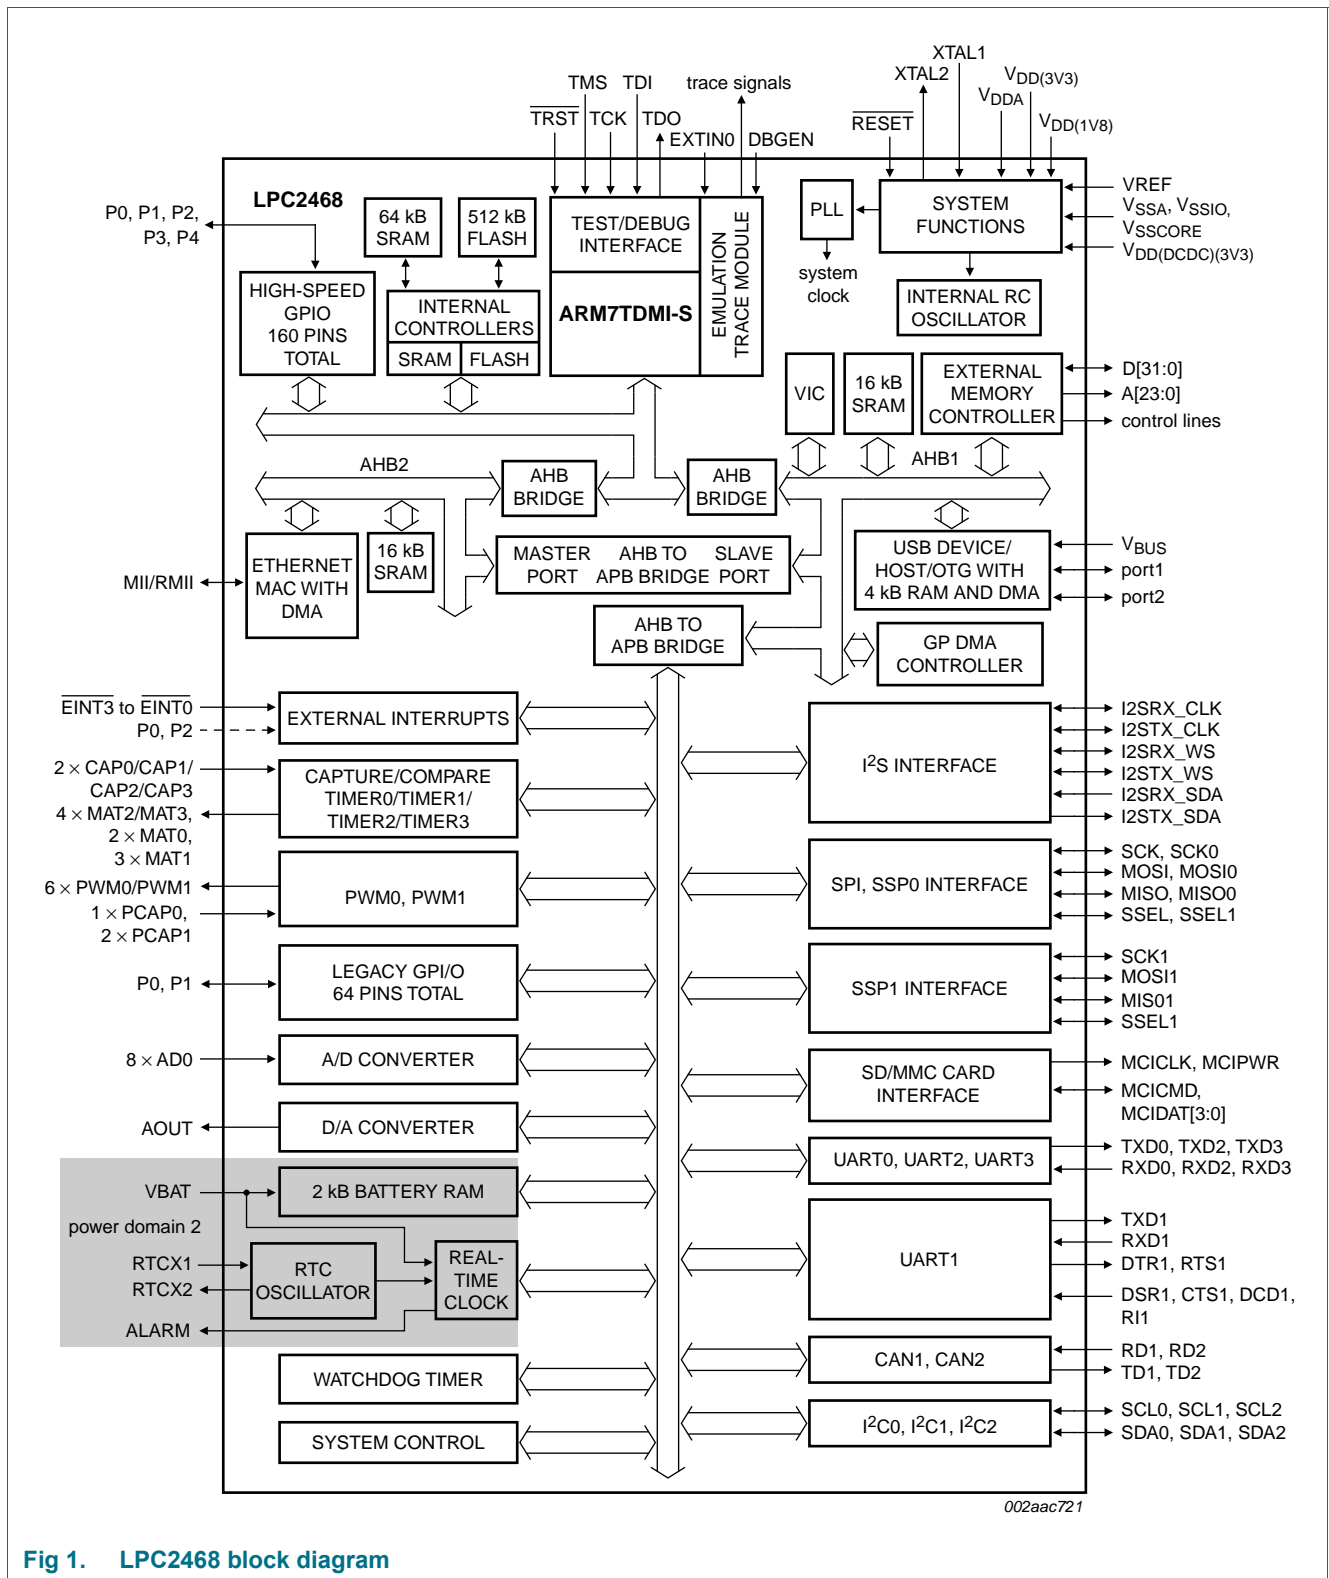 XTAL1
XTAL2
VDD(3V3)
VDDA
VDD(1V8)
RESET
TMS
TDI
trace signals
TRST
TCK
TDO
EXTIN0
DBGEN
LPC2468
P0, P1, P2,
P3, P4
64 kB
SRAM
512 kB
FLASH
TEST/DEBUG
INTERFACE
EMULATION
TRACE MODULE
ARM7TDMI-S
PLL
SYSTEM
FUNCTIONS
VREF
VSSA, VSSIO,
VSSCORE
VDD(DCDC)(3V3)
system
clock
HIGH-SPEED
GPIO
160 PINS
TOTAL
INTERNAL
CONTROLLERS
SRAM
FLASH
INTERNAL RC
OSCILLATOR
VIC
16 kB
SRAM
EXTERNAL
MEMORY
CONTROLLER
D[31:0]
A[23:0]
control lines
AHB2
AHB
BRIDGE
AHB
BRIDGE
AHB1
ETHERNET
MAC WITH
DMA
MII/RMII
16 kB
SRAM
MASTER
PORT
AHB TO
APB BRIDGE
SLAVE
PORT
USB DEVICE/
HOST/OTG WITH
4 kB RAM AND DMA
VBUS
port1
port2
AHB TO
APB BRIDGE
GP DMA
CONTROLLER
EINT3 to EINT0
P0, P2
EXTERNAL INTERRUPTS
2 × CAP0/CAP1/
CAP2/CAP3
4 × MAT2/MAT3,
2 × MAT0,
3 × MAT1
CAPTURE/COMPARE
TIMER0/TIMER1/
TIMER2/TIMER3
6 × PWM0/PWM1
1 × PCAP0,
2 × PCAP1
PWM0, PWM1
P0, P1
LEGACY GPI/O
64 PINS TOTAL
8 × AD0
A/D CONVERTER
AOUT
D/A CONVERTER
VBAT
2 kB BATTERY RAM
power domain 2
RTCX1
RTCX2
RTC
OSCILLATOR
REAL-
TIME
CLOCK
ALARM
WATCHDOG TIMER
SYSTEM CONTROL
I2S INTERFACE
I2SRX_CLK
I2STX_CLK
I2SRX_WS
I2STX_WS
I2SRX_SDA
I2STX_SDA
SPI, SSP0 INTERFACE
SCK, SCK0
MOSI, MOSI0
MISO, MISO0
SSEL, SSEL1
SSP1 INTERFACE
SCK1
MOSI1
MIS01
SSEL1
SD/MMC CARD
INTERFACE
MCICLK, MCIPWR
MCICMD,
MCIDAT[3:0]
UART0, UART2, UART3
TXD0, TXD2, TXD3
RXD0, RXD2, RXD3
UART1
TXD1
RXD1
DTR1, RTS1
DSR1, CTS1, DCD1,
RI1
CAN1, CAN2
RD1, RD2
TD1, TD2
I2C0, I2C1, I2C2
SCL0, SCL1, SCL2
SDA0, SDA1, SDA2
002aac721
Fig 1. LPC2468 block diagram